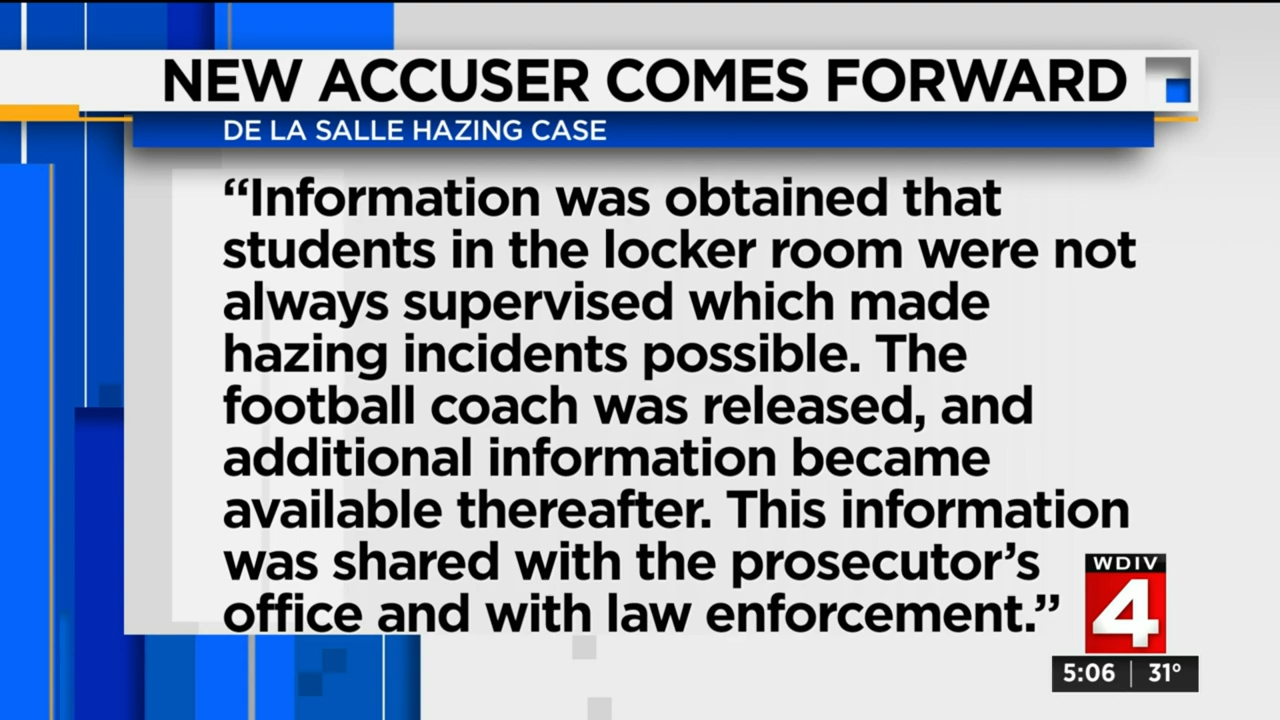 NEW ACCUSER COMES FORWARD
DE LA SALLE HAZING CASE
“Information was obtained that
students in the locker room were not
always supervised which made
hazing incidents possible. The
football coach was released, and
additional information became
available thereafter. This information
was shared with the prosecutor’s
office and with law enforcement.”
WDIV
4
5:06 | 31°